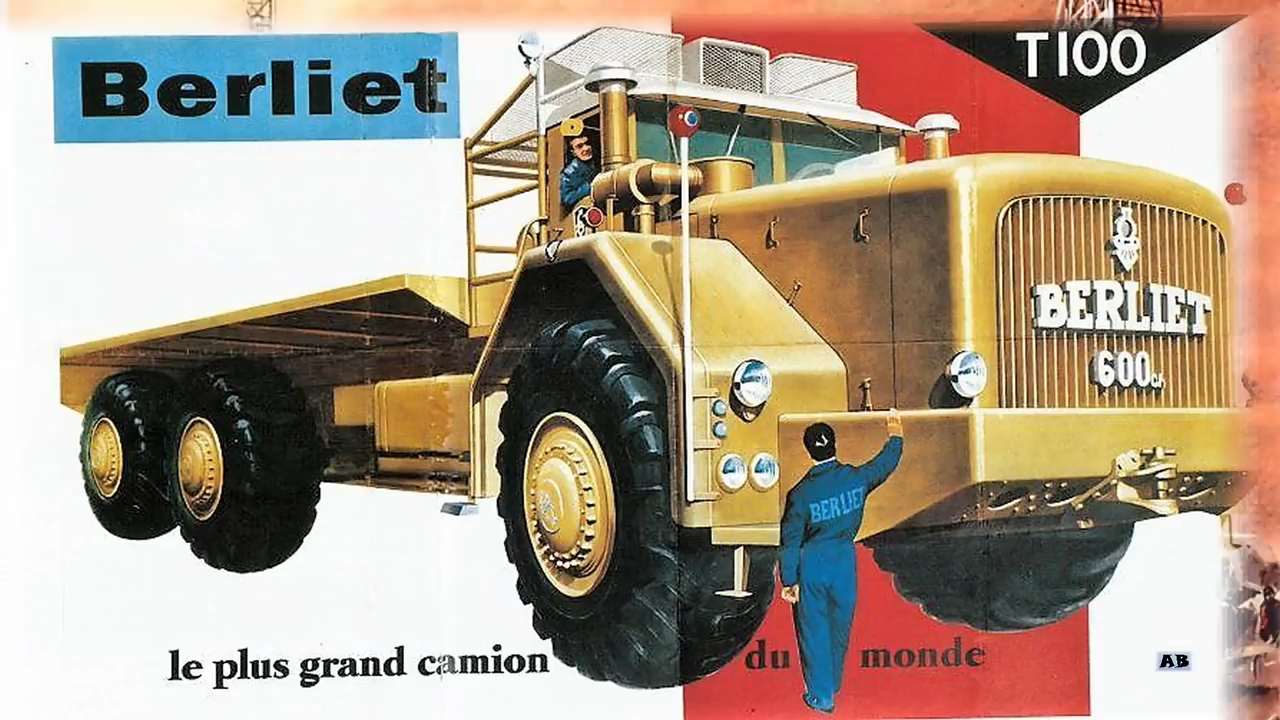 Berliet
T100
BERLIET
600 c.v.
BERLIET
le plus grand camion du monde
AB